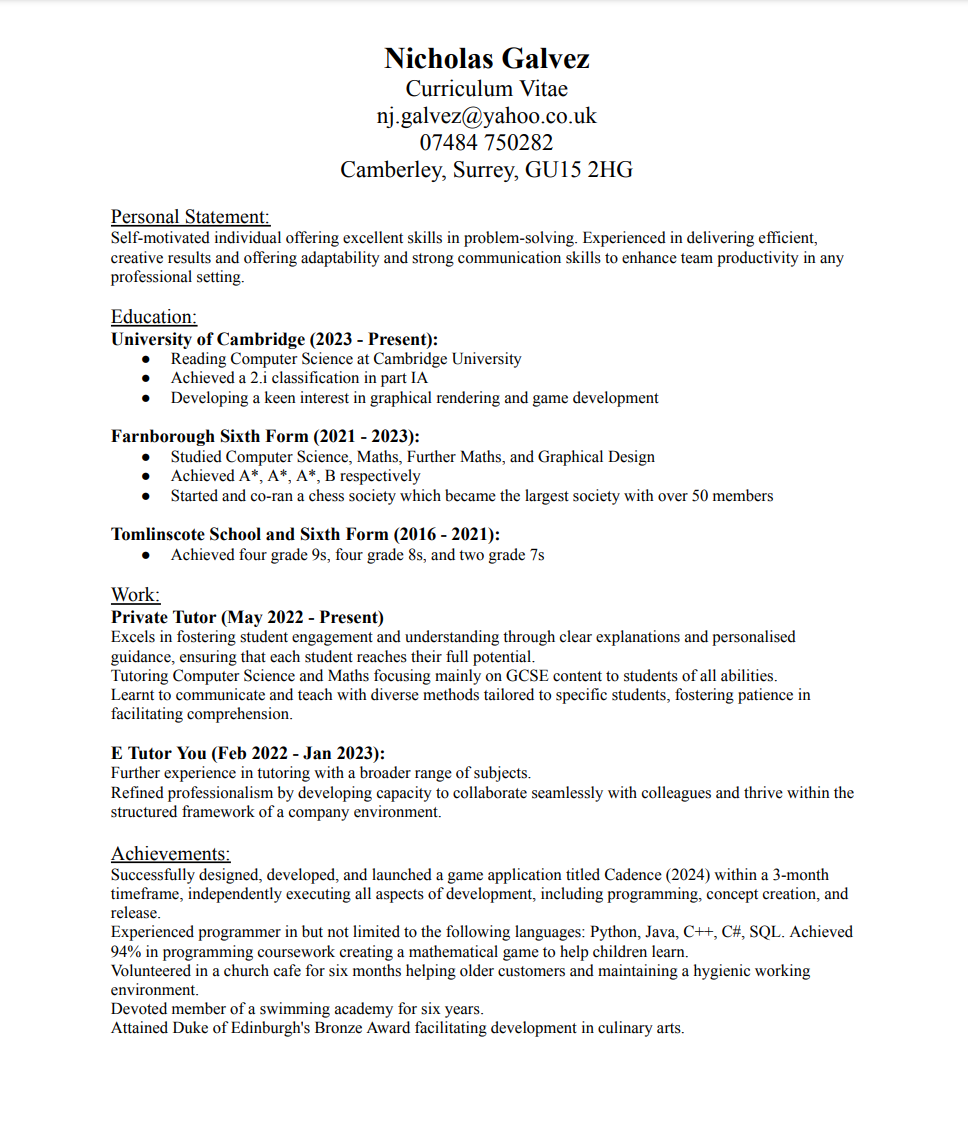 Nicholas Galvez
Curriculum Vitae
nj.galvez@yahoo.co.uk
07484 750282
Camberley, Surrey, GU15 2HG
Personal Statement:
Self-motivated individual offering excellent skills in problem-solving. Experienced in delivering efficient,
creative results and offering adaptability and strong communication skills to enhance team productivity in any
professional setting.
Education:
University of Cambridge (2023 - Present):
● Reading Computer Science at Cambridge University
● Achieved a 2.i classification in part IA
● Developing a keen interest in graphical rendering and game development
Farnborough Sixth Form (2021 - 2023):
● Studied Computer Science, Maths, Further Maths, and Graphical Design
● Achieved A*, A*, A*, B respectively
● Started and co-ran a chess society which became the largest society with over 50 members
Tomlinscote School and Sixth Form (2016 - 2021):
● Achieved four grade 9s, four grade 8s, and two grade 7s
Work:
Private Tutor (May 2022 - Present)
Excels in fostering student engagement and understanding through clear explanations and personalised
guidance, ensuring that each student reaches their full potential.
Tutoring Computer Science and Maths focusing mainly on GCSE content to students of all abilities.
Learnt to communicate and teach with diverse methods tailored to specific students, fostering patience in
facilitating comprehension.
E Tutor You (Feb 2022 - Jan 2023):
Further experience in tutoring with a broader range of subjects.
Refined professionalism by developing capacity to collaborate seamlessly with colleagues and thrive within the
structured framework of a company environment.
Achievements:
Successfully designed, developed, and launched a game application titled Cadence (2024) within a 3-month
timeframe, independently executing all aspects of development, including programming, concept creation, and
release.
Experienced programmer in but not limited to the following languages: Python, Java, C++, C#, SQL. Achieved
94% in programming coursework creating a mathematical game to help children learn.
Volunteered in a church cafe for six months helping older customers and maintaining a hygienic working
environment.
Devoted member of a swimming academy for six years.
Attained Duke of Edinburgh's Bronze Award facilitating development in culinary arts.